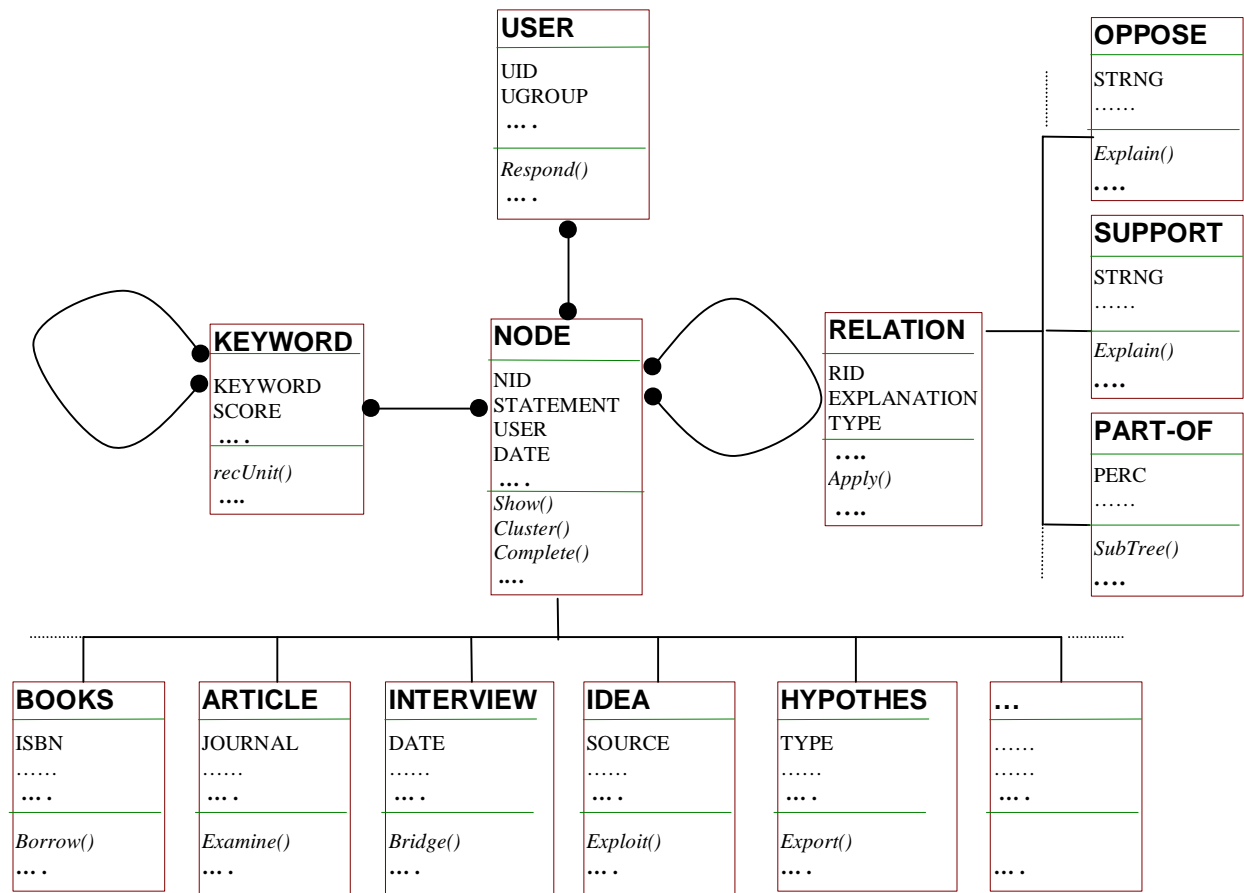 USER
UID
UGROUP
... .
Respond()
... .
OPPOSE
STRNG
......
Explain()
....
SUPPORT
STRNG
......
Explain()
....
PART-OF
PERC
......
SubTree()
....
KEYWORD
KEYWORD
SCORE
... .
recUnit()
....
NODE
NID
STATEMENT
USER
DATE
... .
Show()
Cluster()
Complete()
....
RELATION
RID
EXPLANATION
TYPE
....
Apply()
....
BOOKS
ISBN
......
... .
Borrow()
... .
ARTICLE
JOURNAL
......
... .
Examine()
... .
INTERVIEW
DATE
......
... .
Bridge()
... .
IDEA
SOURCE
......
... .
Exploit()
... .
HYPOTHES
TYPE
......
... .
Export()
... .
...
......
......
... .
... .